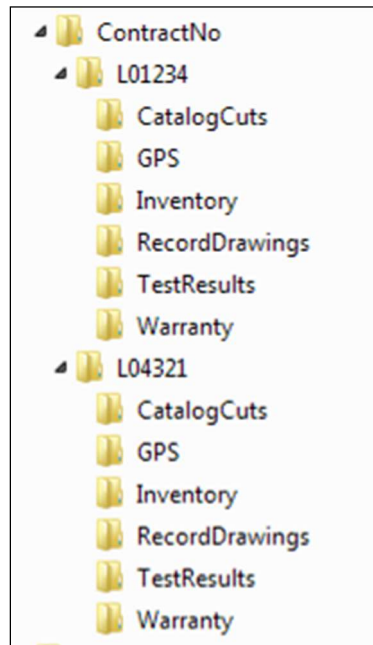 ContractNo
L01234
CatalogCuts
GPS
Inventory
RecordDrawings
TestResults
Warranty
L04321
CatalogCuts
GPS
Inventory
RecordDrawings
TestResults
Warranty